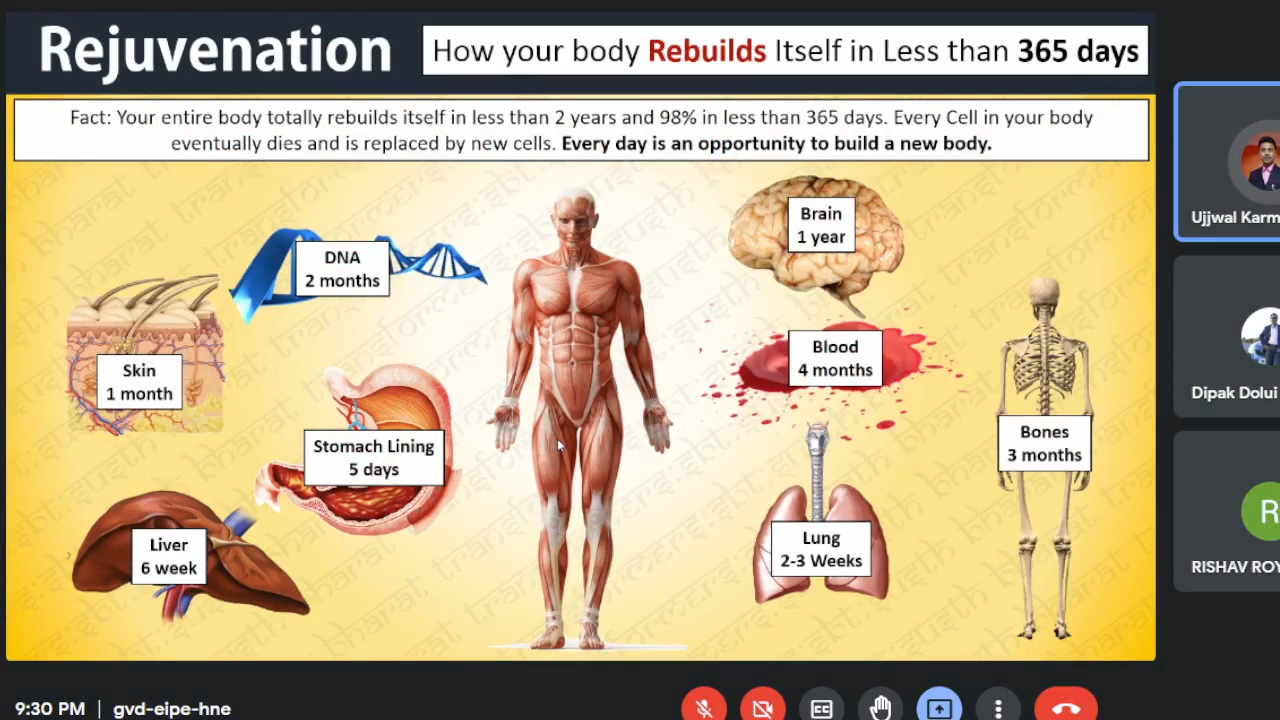 Rejuvenation
How your body Rebuilds Itself in Less than 365 days
Fact: Your entire body totally rebuilds itself in less than 2 years and 98% in less than 365 days. Every Cell in your body
eventually dies and is replaced by new cells. Every day is an opportunity to build a new body.
DNA
2 months
Brain
1 year
Skin
1 month
Blood
4 months
Stomach Lining
5 days
Bones
3 months
Liver
6 week
Lung
2-3 Weeks
Ujjwal Karm
Dipak Dolui
R
RISHAV ROY
9:30 PM | gvd-eipe-hne
CC